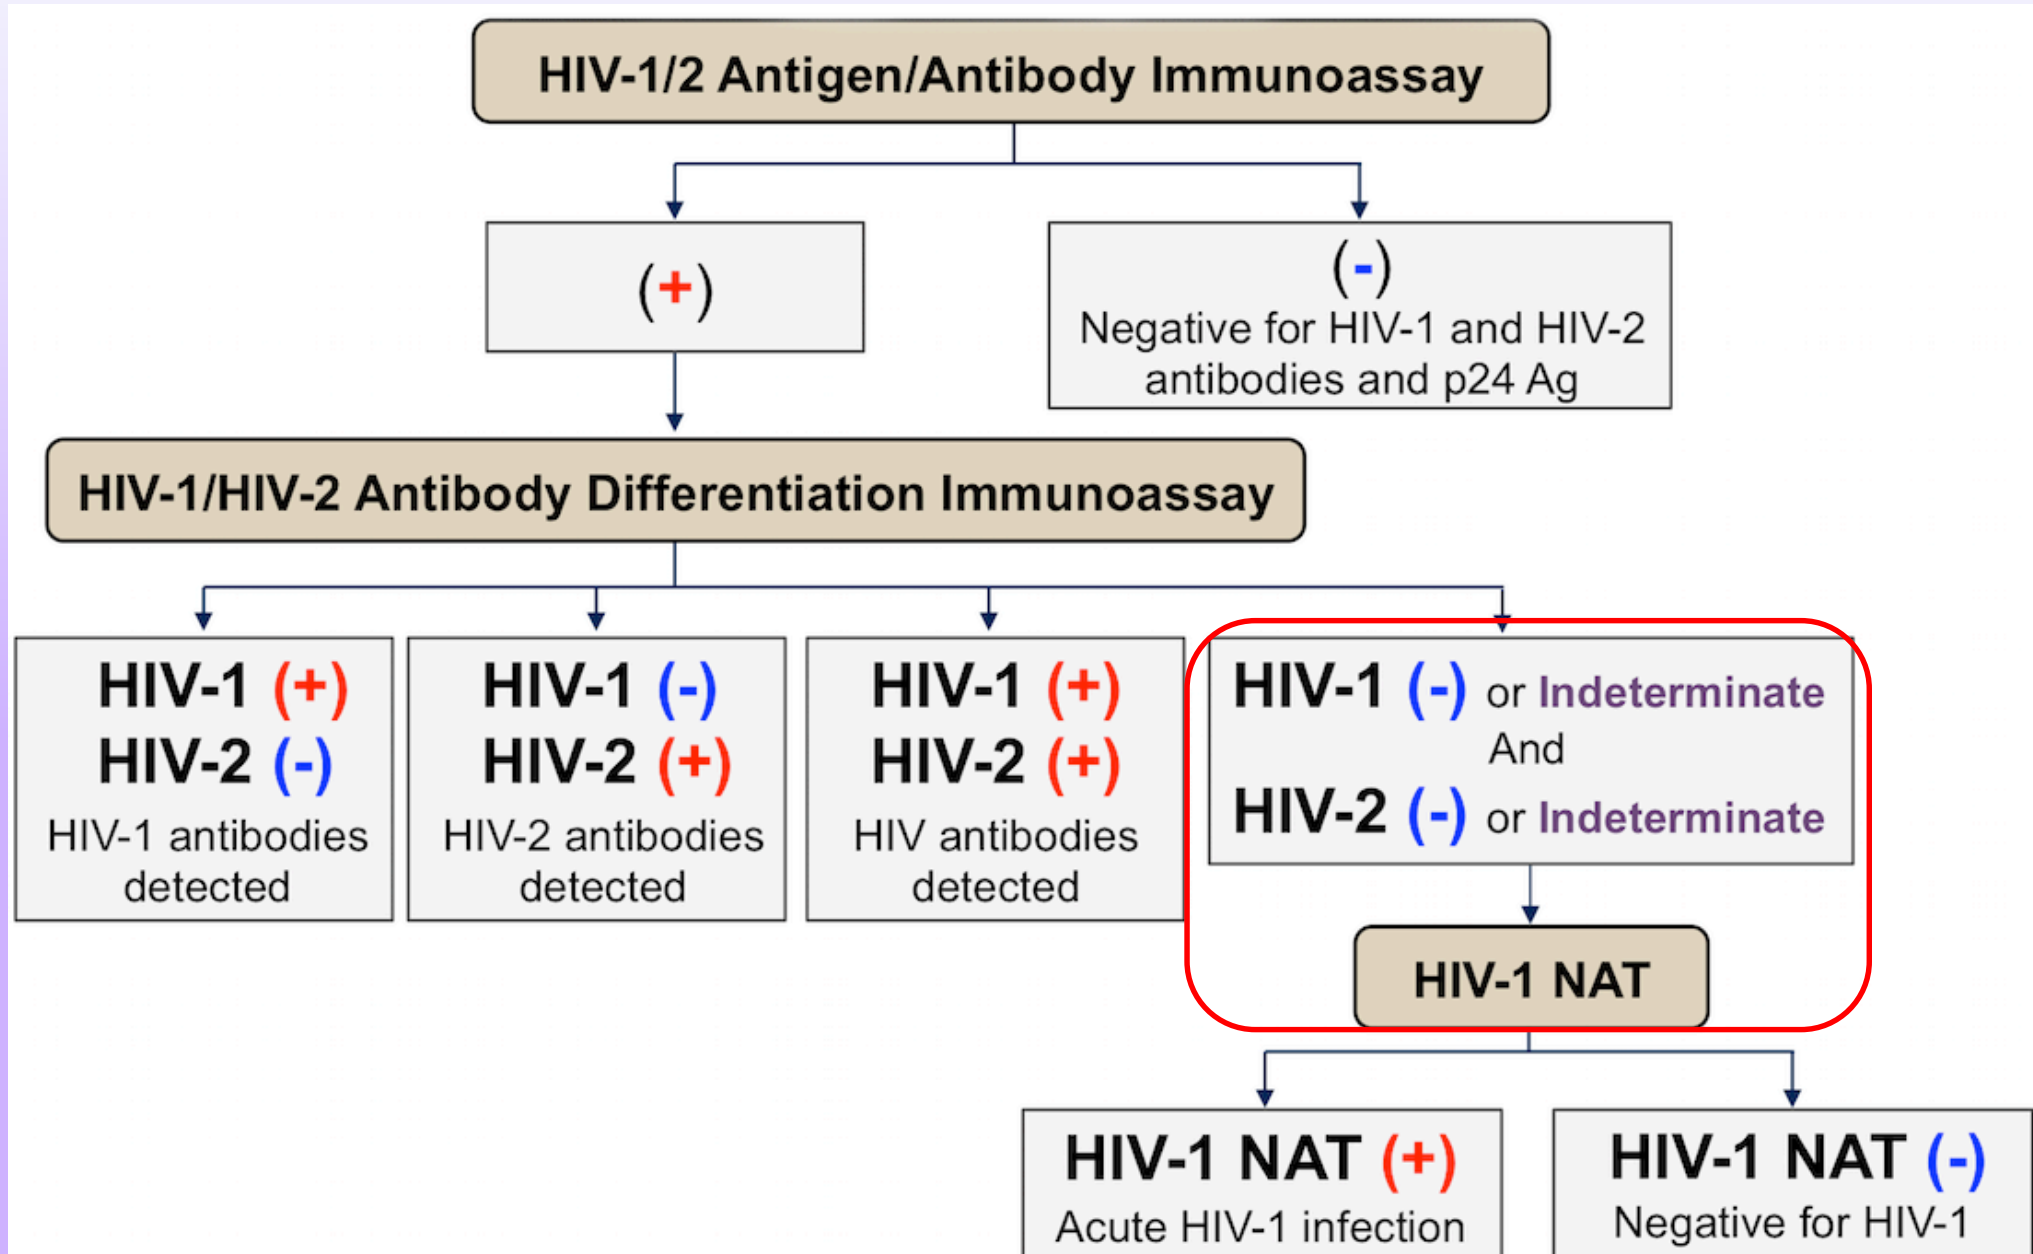 HIV-1/2 Antigen/Antibody Immunoassay
(+)
(-)
Negative for HIV-1 and HIV-2
antibodies and p24 Ag
HIV-1/HIV-2 Antibody Differentiation Immunoassay
HIV-1 (+)
HIV-2 (-)
HIV-1 antibodies
detected
HIV-1 (-)
HIV-2 (+)
HIV-2 antibodies
detected
HIV-1 (+)
HIV-2 (+)
HIV antibodies
detected
HIV-1 (-) or Indeterminate
And
HIV-2 (-) or Indeterminate
HIV-1 NAT
HIV-1 NAT (+)
Acute HIV-1 infection
HIV-1 NAT (-)
Negative for HIV-1